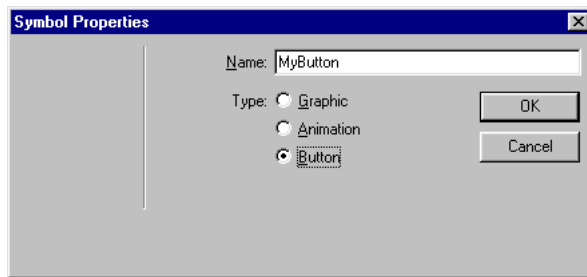 Symbol Properties
Name: MyButton
Type: Graphic
OK
Animation
Cancel
Button